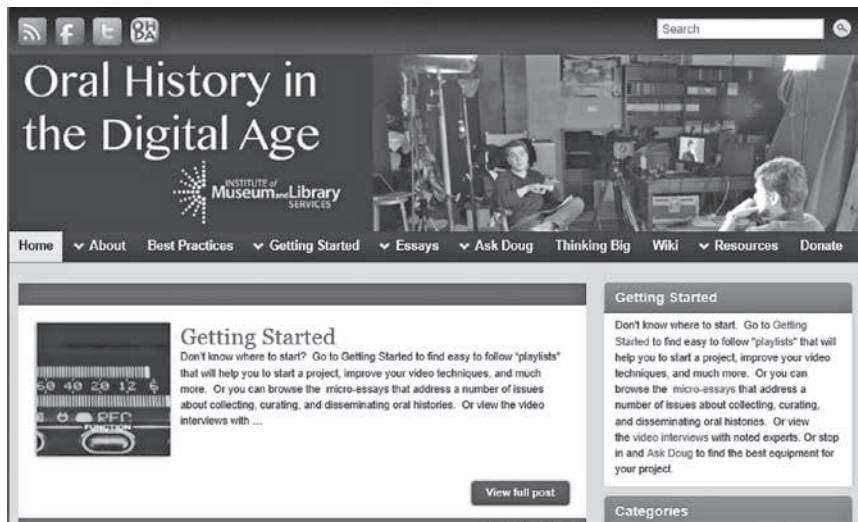 OH
DA
Search
Oral History in
the Digital Age
INSTITUTE of
Museum and Library
SERVICES
Home About Best Practices Getting Started Essays Ask Doug Thinking Big Wiki Resources Donate
Getting Started
Don't know where to start? Go to Getting Started to find easy to follow "playlists"
that will help you to start a project, improve your video techniques, and much
more. Or you can browse the micro-essays that address a number of issues
about collecting, curating, and disseminating oral histories. Or view the video
interviews with ...
60 40 20 12 6
REC
FUNCTION
View full post
Getting Started
Don't know where to start. Go to Getting
Started to find easy to follow "playlists" that will
help you to start a project, improve your video
techniques, and much more. Or you can
browse the micro-essays that address a
number of issues about collecting, curating,
and disseminating oral histories. Or view
the video interviews with noted experts. Or stop
in and Ask Doug to find the best equipment for
your project.
Categories